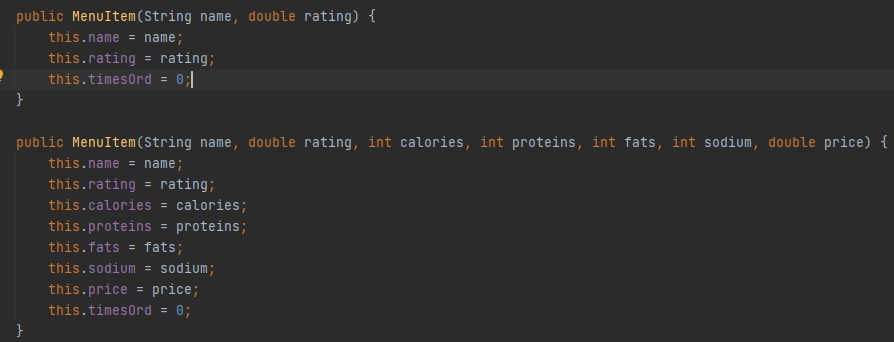 public MenuItem(String name, double rating) {
this.name = name;
this.rating = rating;
this.timesOrd = 0;
}
public MenuItem(String name, double rating, int calories, int proteins, int fats, int sodium, double price) {
this.name = name;
this.rating = rating;
this.calories = calories;
this.proteins = proteins;
this.fats = fats;
this.sodium = sodium;
this.price = price;
this.timesOrd = 0;
}